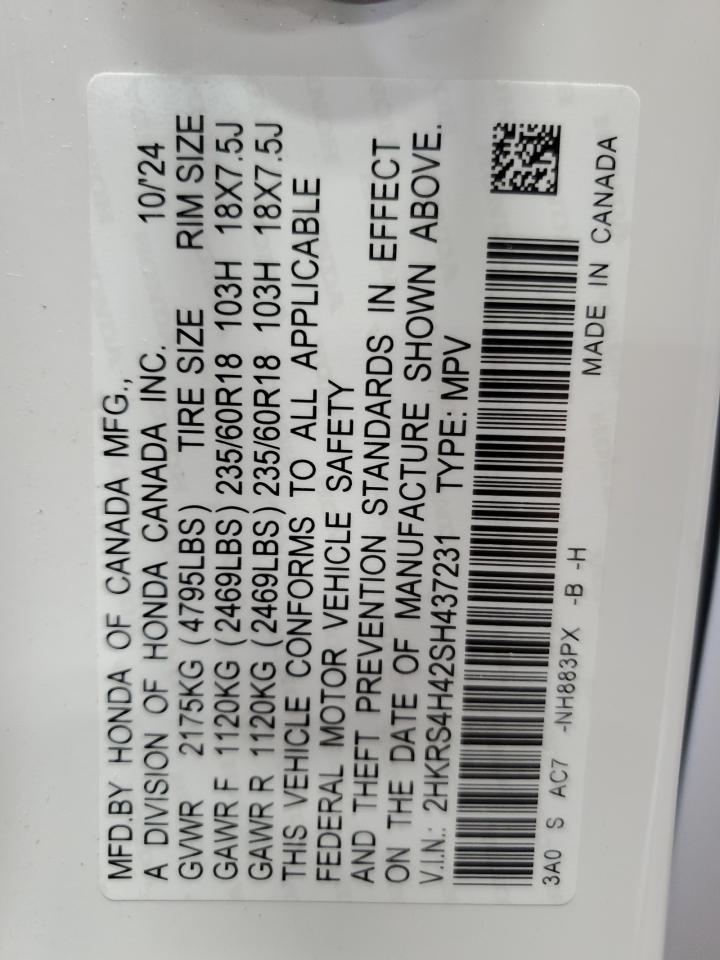 MFD.BY HONDA OF CANADA MFG.,
A DIVISION OF HONDA CANADA INC. 10/'24
GVWR 2175KG (4795LBS) TIRE SIZE RIM SIZE
GAWR F 1120KG (2469LBS) 235/60R18 103H 18X7.5J
GAWR R 1120KG (2469LBS) 235/60R18 103H 18X7.5J
THIS VEHICLE CONFORMS TO ALL APPLICABLE
FEDERAL MOTOR VEHICLE SAFETY
AND THEFT PREVENTION STANDARDS IN EFFECT
ON THE DATE OF MANUFACTURE SHOWN ABOVE.
V.I.N.: 2HKRS4H42SH437231 TYPE: MPV
3A0 S AC7 -NH883PX -B -H
MADE IN CANADA